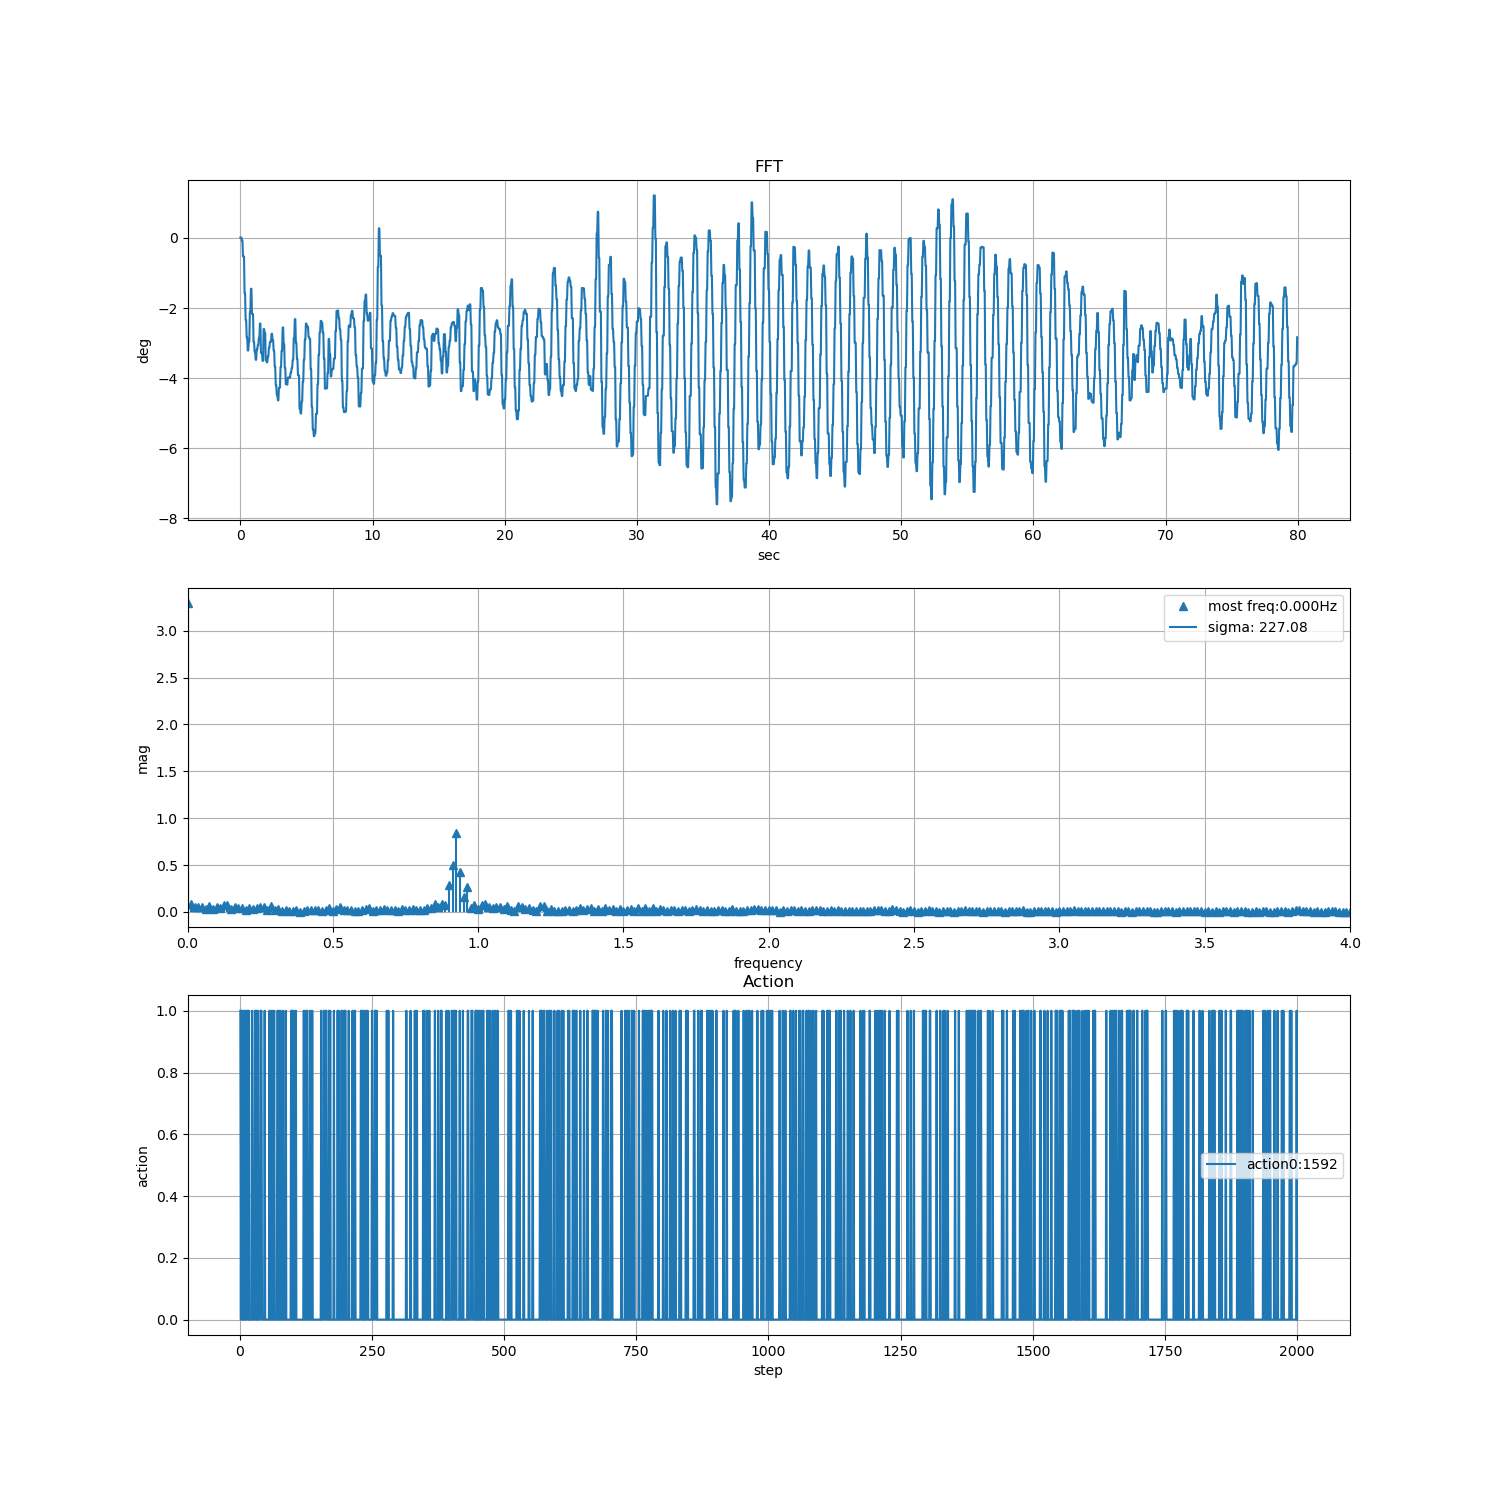 FFT
0
−2
−4
−6
−8
deg
0 10 20 30 40 50 60 70 80
sec
most freq:0.000Hz
sigma: 227.08
3.0
2.5
2.0
1.5
1.0
0.5
0.0
mag
0.0 0.5 1.0 1.5 2.0 2.5 3.0 3.5 4.0
frequency
Action
1.0
0.8
0.6
0.4
0.2
0.0
action
action0:1592
0 250 500 750 1000 1250 1500 1750 2000
step